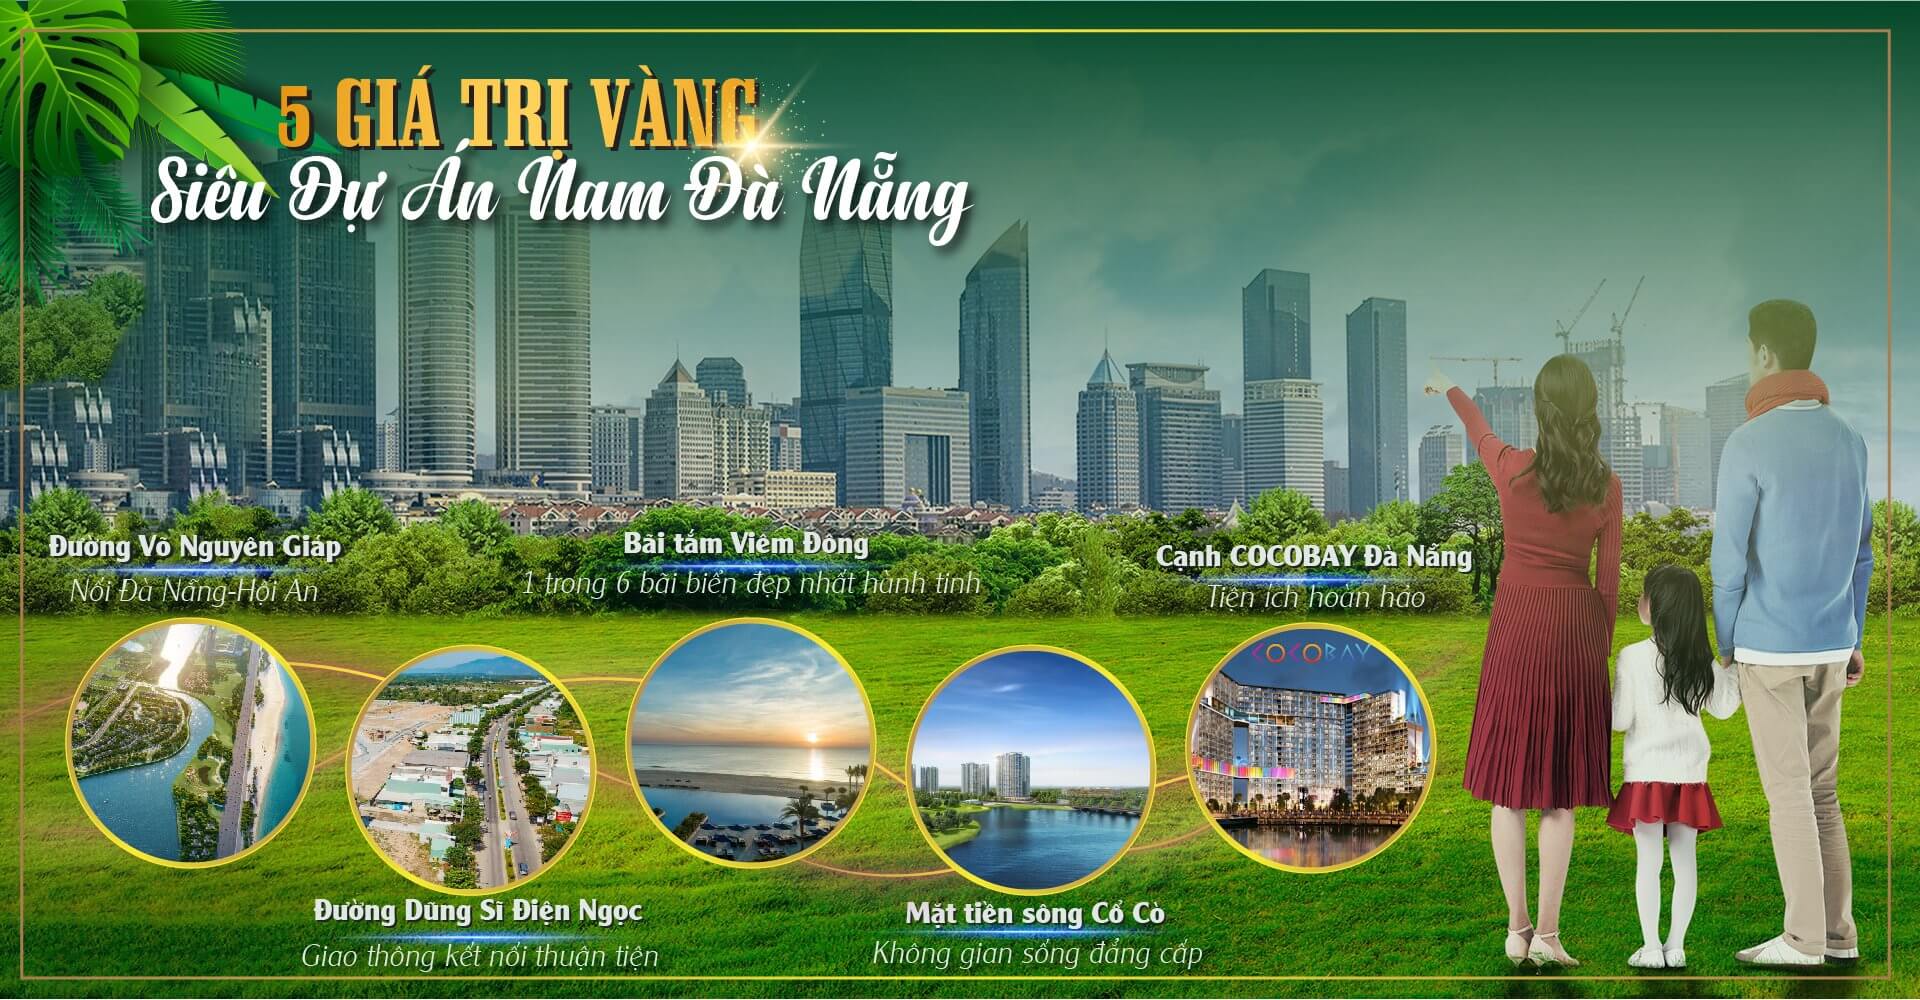 5 GIÁ TRỊ VÀNG
Siêu Dự Án Nam Đà Nẵng
Đường Võ Nguyên Giáp
Nối Đà Nẵng-Hội An
Bãi tắm Viêm Đông
1 trong 6 bãi biển đẹp nhất hành tinh
Cạnh COCOBAY Đà Nẵng
Tiện ích hoàn hảo
COCOBAY
Đường Dũng Sĩ Điện Ngọc
Giao thông kết nối thuận tiện
Mặt tiền sông Cổ Cò
Không gian sống đẳng cấp